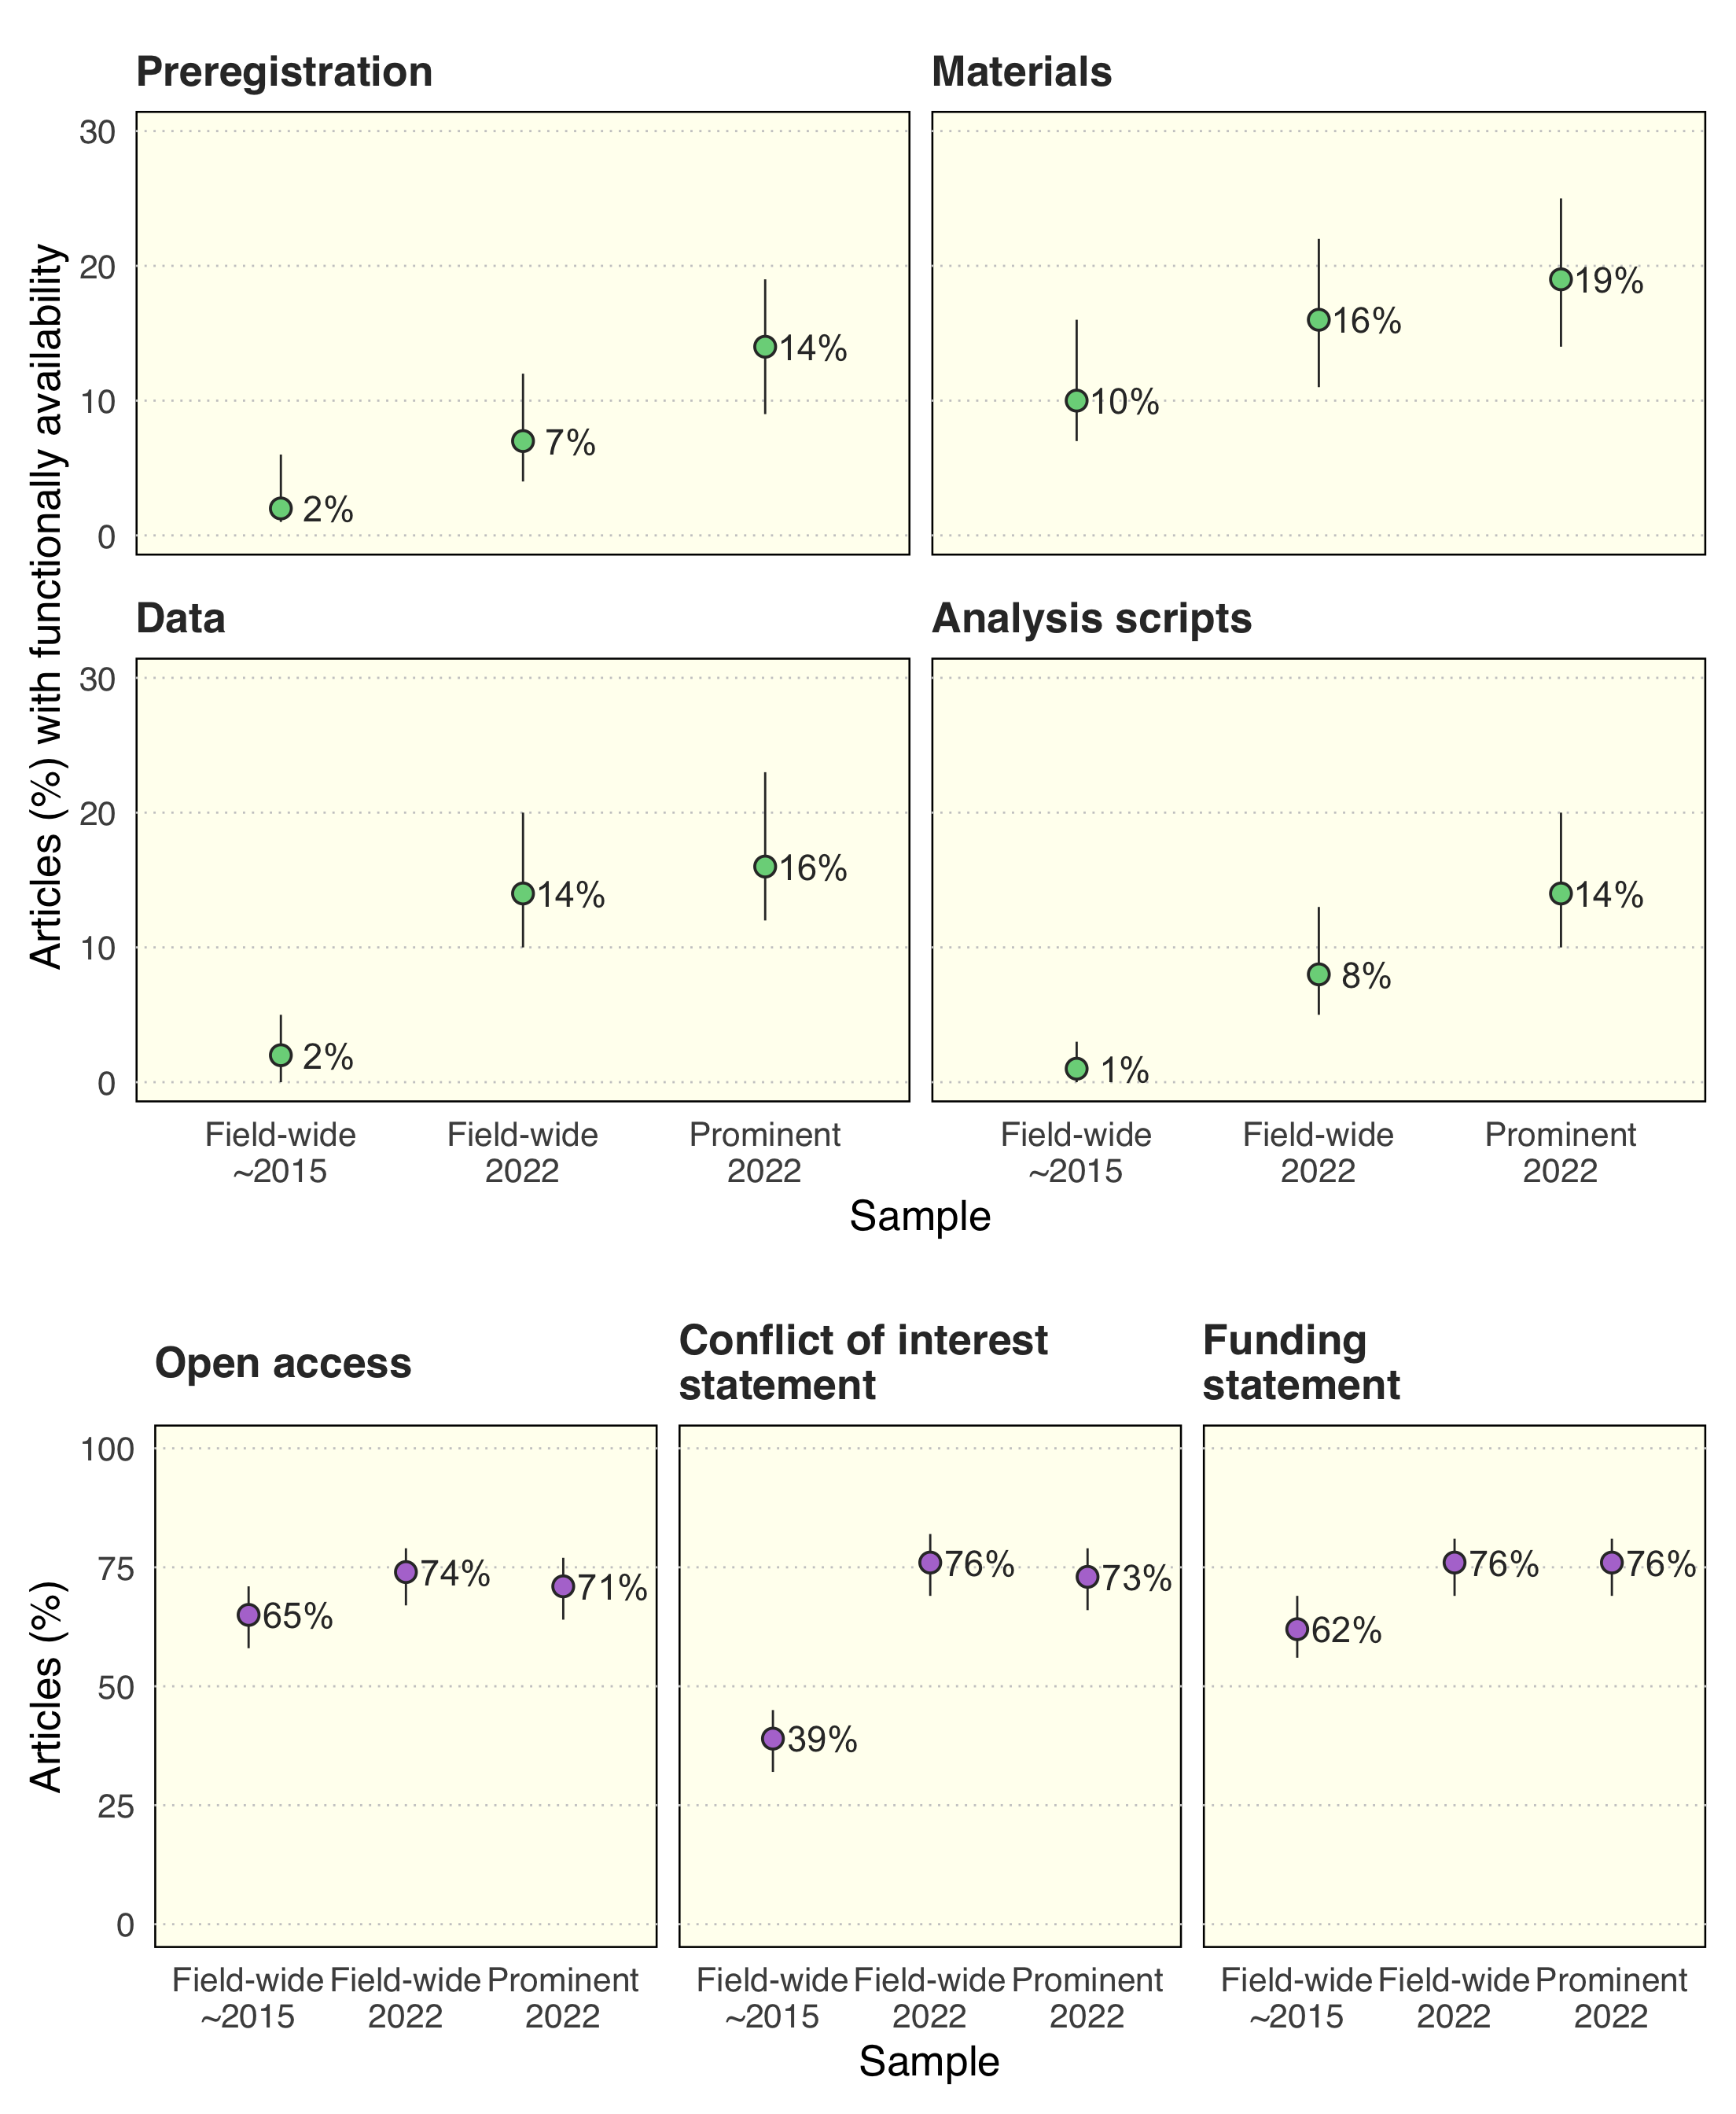 Preregistration
Materials
Articles (%) with functionally availability
30
20
10
0
2%
7%
14%
10%
16%
19%
Data
Analysis scripts
30
20
10
0
2%
14%
16%
1%
8%
14%
Field-wide Field-wide Prominent Field-wide Field-wide Prominent
~2015 2022 2022 ~2015 2022 2022
Sample
Open access
Conflict of interest
statement
Funding
statement
Articles (%)
100
75
50
25
0
65%
74%
71%
39%
76%
73%
62%
76%
76%
Field-wide Field-wide Prominent Field-wide Field-wide Prominent Field-wide Field-wide Prominent
~2015 2022 2022 ~2015 2022 2022 ~2015 2022 2022
Sample